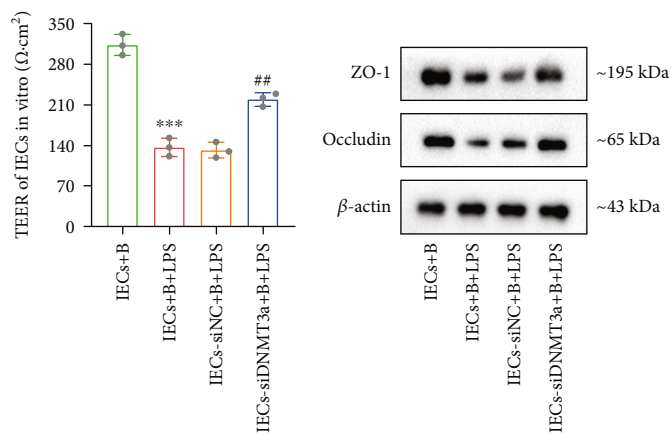 TEER of IECs in vitro (Ω·cm²)
350
280
210
140
70
0
***
##
IECs+B
IECs+B+LPS
IECs-siNC+B+LPS
IECs-siDNMT3a+B+LPS
ZO-1
~195 kDa
Occludin
~65 kDa
β-actin
~43 kDa
IECs+B
IECs+B+LPS
IECs-siNC+B+LPS
IECs-siDNMT3a+B+LPS